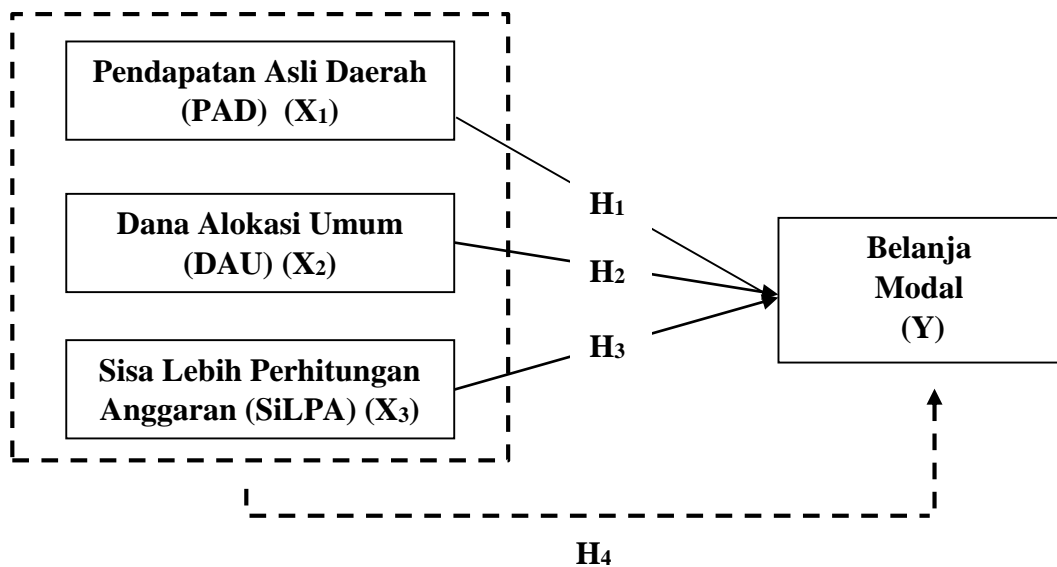 Pendapatan Asli Daerah
(PAD) (X₁)
H₁
Dana Alokasi Umum
(DAU) (X₂)
H₂
Belanja
Modal
(Y)
H₃
Sisa Lebih Perhitungan
Anggaran (SiLPA) (X₃)
H₄